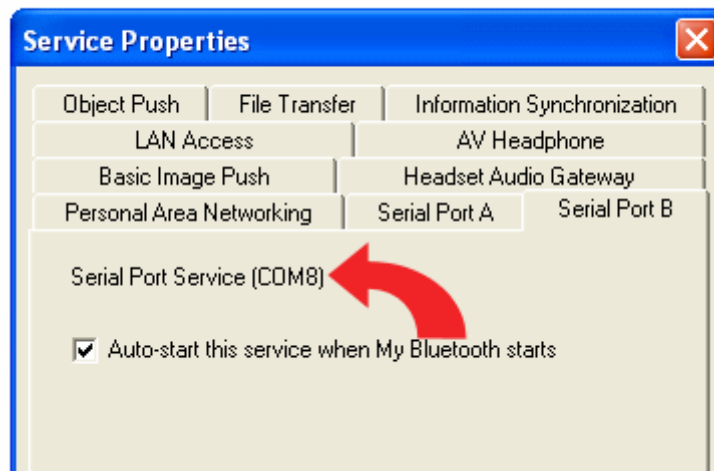 Service Properties
Object Push File Transfer Information Synchronization
LAN Access AV Headphone
Basic Image Push Headset Audio Gateway
Personal Area Networking Serial Port A Serial Port B
Serial Port Service (COM8)
Auto-start this service when My Bluetooth starts